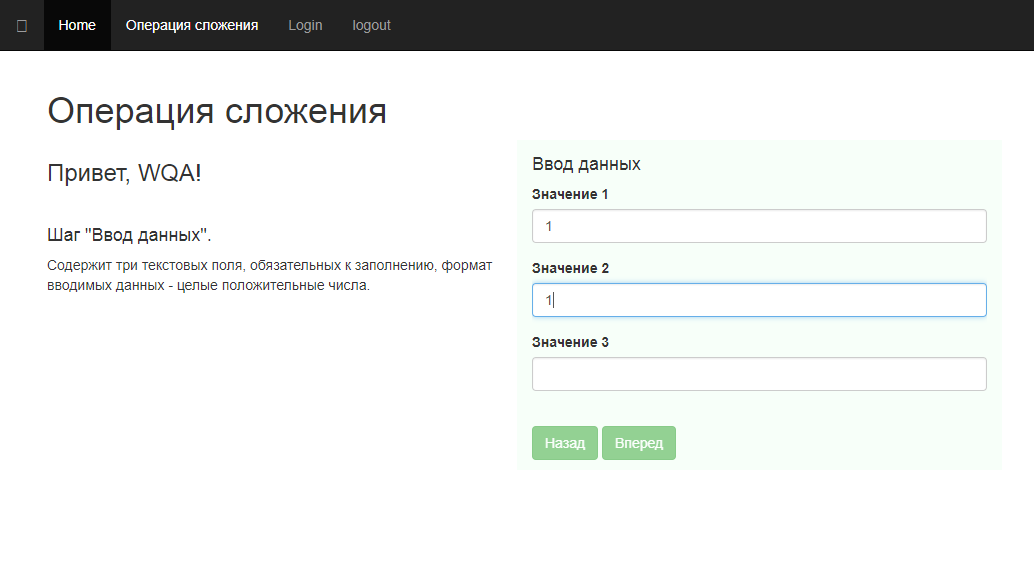 Home Операция сложения Login logout
Операция сложения
Привет, WQA!
Шаг "Ввод данных".
Содержит три текстовых поля, обязательных к заполнению, формат
вводимых данных - целые положительные числа.
Ввод данных
Значение 1
1
Значение 2
1
Значение 3
Назад Вперед